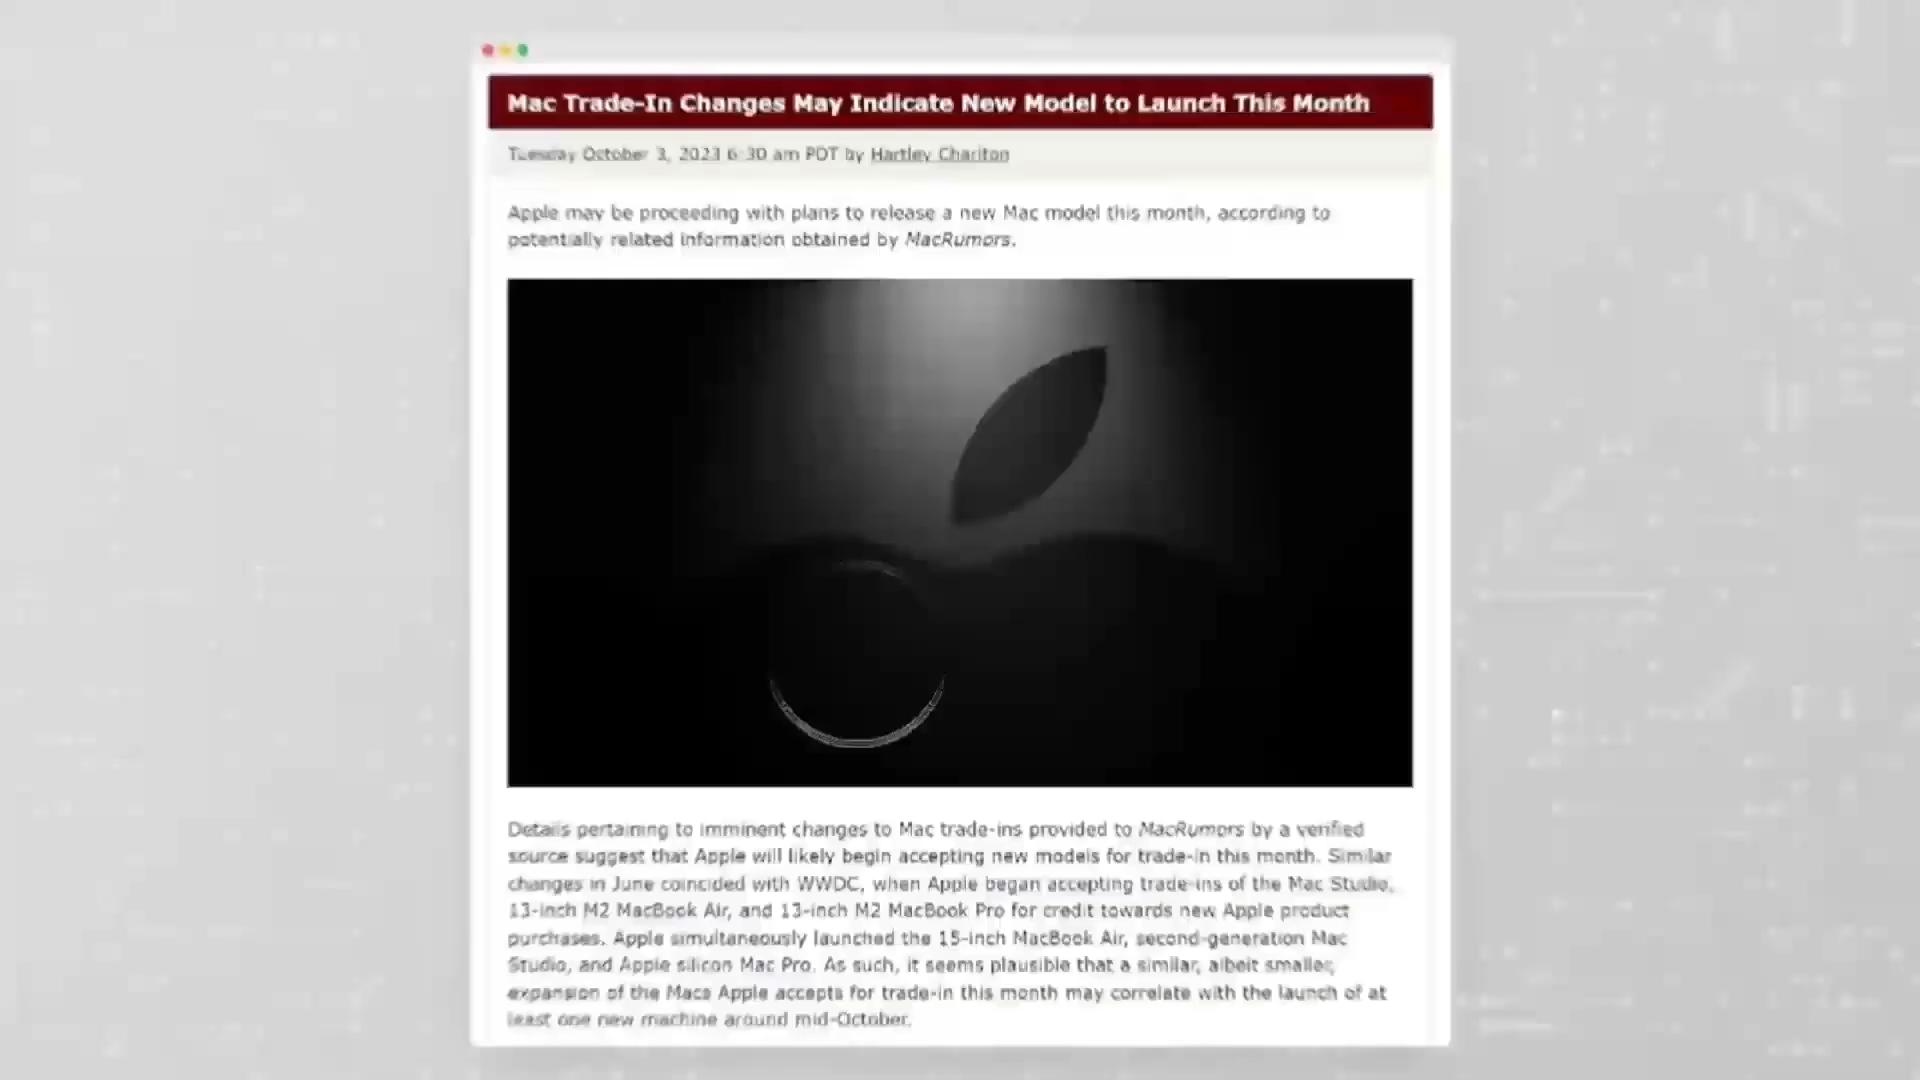 Mac Trade-In Changes May Indicate New Model to Launch This Month
Tuesday October 3, 2023 6:30 am PDT by Hartley Charlton
Apple may be proceeding with plans to release a new Mac model this month, according to
potentially related information obtained by MacRumors.
Details pertaining to imminent changes to Mac trade-ins provided to MacRumors by a verified
source suggest that Apple will likely begin accepting new models for trade-in this month. Similar
changes in June coincided with WWDC, when Apple began accepting trade-ins of the Mac Studio,
13-inch M2 MacBook Air, and 13-inch M2 MacBook Pro for credit towards new Apple product
purchases. Apple simultaneously launched the 15-inch MacBook Air, second-generation Mac
Studio, and Apple silicon Mac Pro. As such, it seems plausible that a similar, albeit smaller,
expansion of the Macs Apple accepts for trade-in this month may correlate with the launch of at
least one new machine around mid-October.